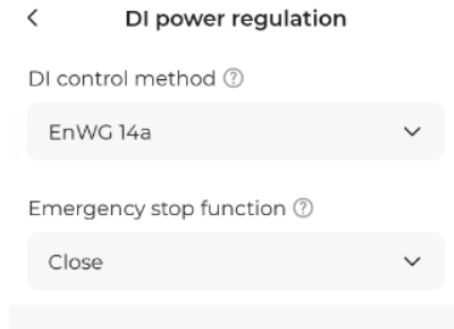 DI power regulation
DI control method
EnWG 14a
Emergency stop function
Close